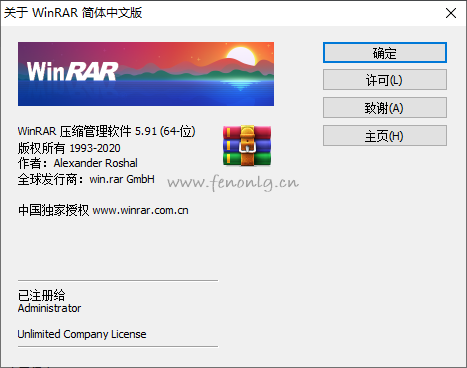 关于 WinRAR 简体中文版
WinRAR
确定
许可(L)
致谢(A)
主页(H)
WinRAR 压缩管理软件 5.91 (64-位)
版权所有 1993-2020
作者：Alexander Roshal
全球发行商：win.rar GmbH
www.fenonlg.cn
中国独家授权 www.winrar.com.cn
已注册给
Administrator
Unlimited Company License